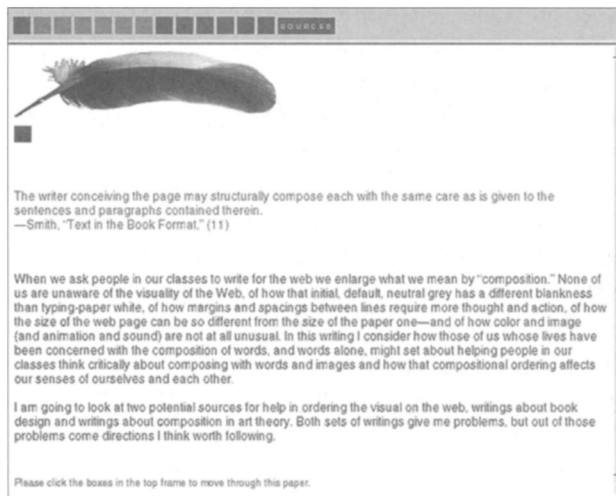 SOURCES
The writer conceiving the page may structurally compose each with the same care as is given to the
sentences and paragraphs contained therein.
—Smith, "Text in the Book Format," (11)
When we ask people in our classes to write for the web we enlarge what we mean by "composition." None of
us are unaware of the visuality of the Web, of how that initial, default, neutral grey has a different blankness
than typing-paper white, of how margins and spacings between lines require more thought and action, of how
the size of the web page can be so different from the size of the paper one—and of how color and image
(and animation and sound) are not at all unusual. In this writing I consider how those of us whose lives have
been concerned with the composition of words, and words alone, might set about helping people in our
classes think critically about composing with words and images and how that compositional ordering affects
our senses of ourselves and each other.
I am going to look at two potential sources for help in ordering the visual on the web, writings about book
design and writings about composition in art theory. Both sets of writings give me problems, but out of those
problems come directions I think worth following.
Please click the boxes in the top frame to move through this paper.